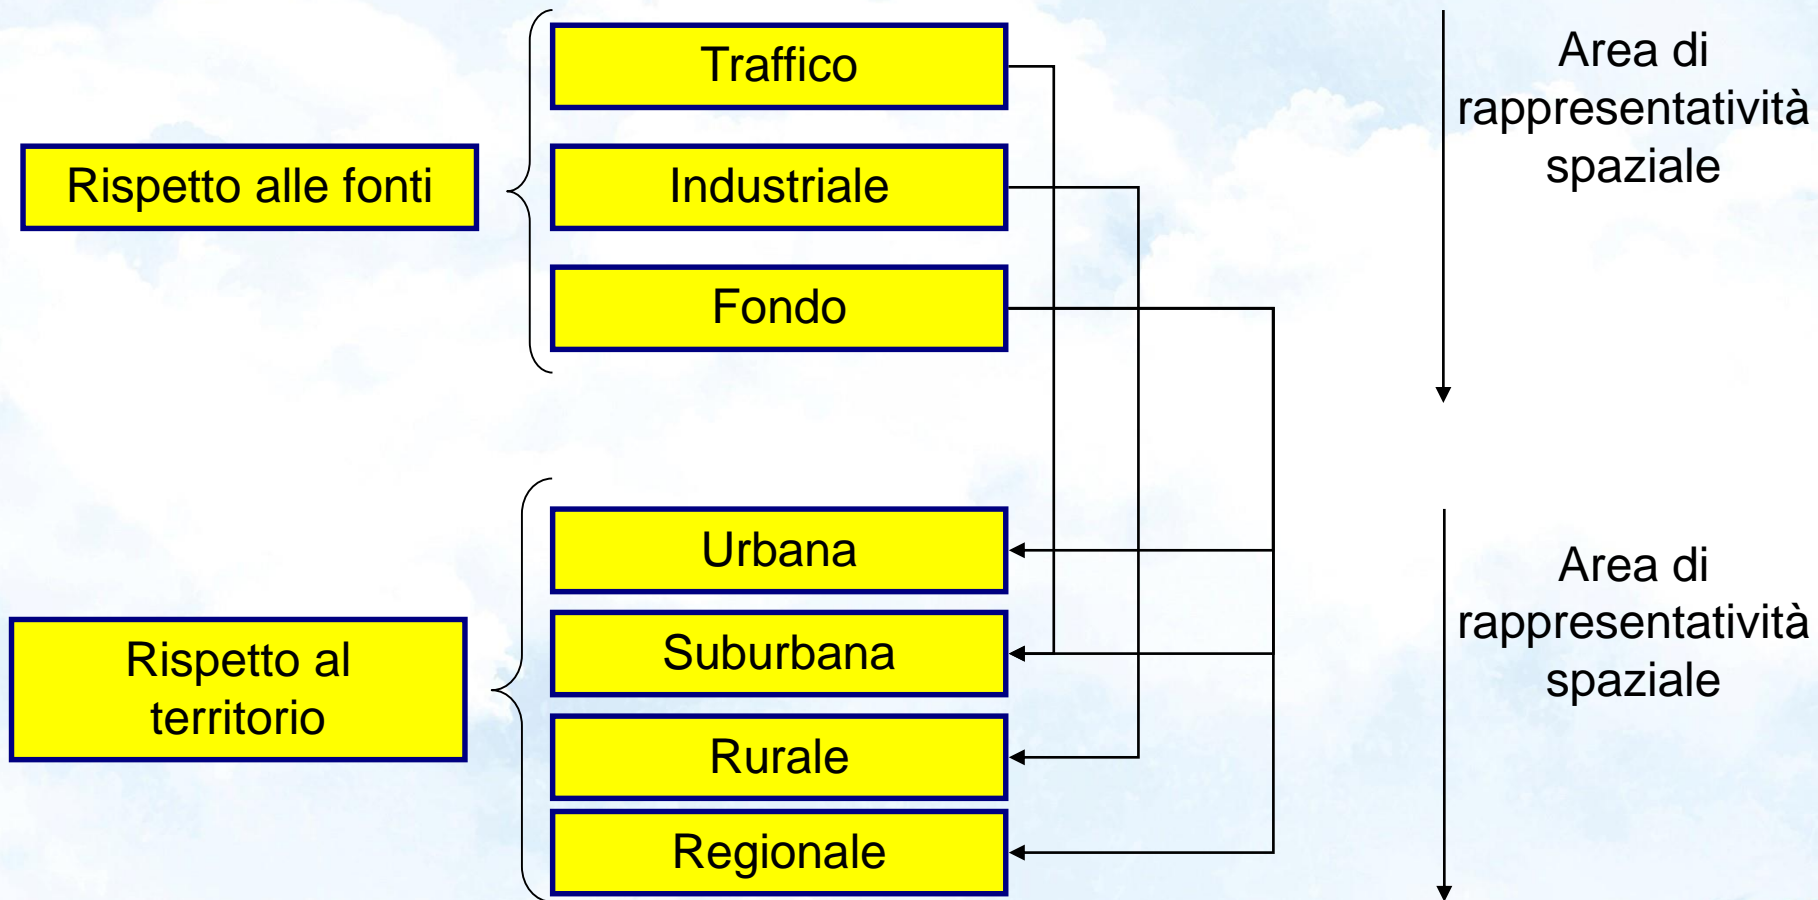 Traffico
Area di
rappresentatività
spaziale
Rispetto alle fonti
Industriale
Fondo
Urbana
Area di
rappresentatività
spaziale
Suburbana
Rispetto al
territorio
Rurale
Regionale